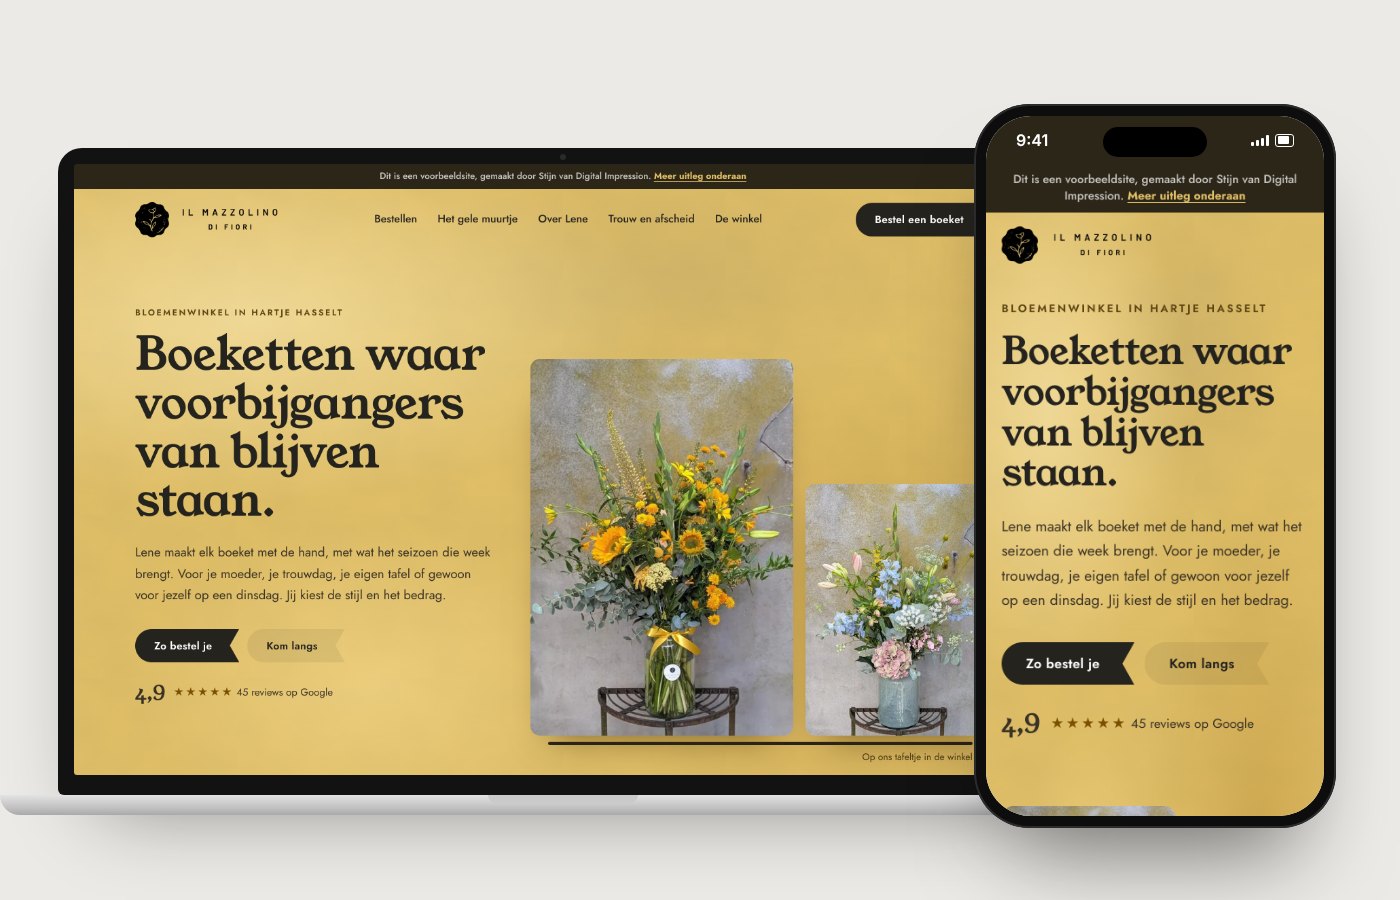 Dit is een voorbeeldsite, gemaakt door Stijn van Digital Impression. Meer uitleg onderaan
IL MAZZOLINO
DI FIORI
Bestellen Het gele muurtje Over Lene Trouw en afscheid De winkel
Bestel een boeket
BLOEMENWINKEL IN HARTJE HASSELT
Boeketten waar
voorbijgangers
van blijven
staan.
Lene maakt elk boeket met de hand, met wat het seizoen die week
brengt. Voor je moeder, je trouwdag, je eigen tafel of gewoon
voor jezelf op een dinsdag. Jij kiest de stijl en het bedrag.
Zo bestel je Kom langs
4,9 ★★★★★ 45 reviews op Google
Op ons tafeltje in de winkel
9:41
Dit is een voorbeeldsite, gemaakt door Stijn van Digital
Impression. Meer uitleg onderaan
IL MAZZOLINO
DI FIORI
BLOEMENWINKEL IN HARTJE HASSELT
Boeketten waar
voorbijgangers
van blijven
staan.
Lene maakt elk boeket met de hand, met wat het
seizoen die week brengt. Voor je moeder, je
trouwdag, je eigen tafel of gewoon voor jezelf
op een dinsdag. Jij kiest de stijl en het bedrag.
Zo bestel je Kom langs
4,9 ★★★★★ 45 reviews op Google